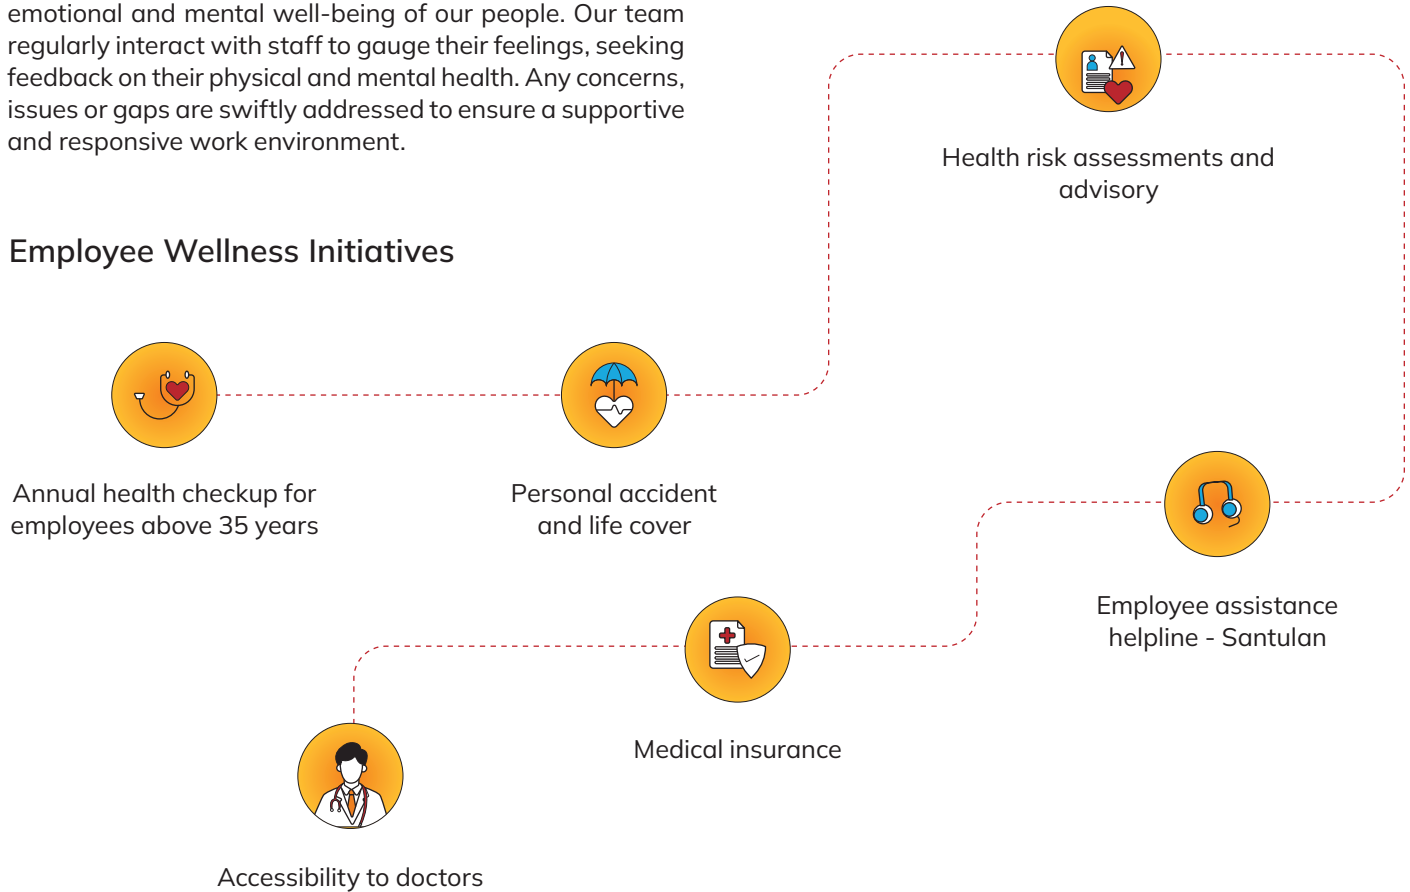 emotional and mental well-being of our people. Our team
regularly interact with staff to gauge their feelings, seeking
feedback on their physical and mental health. Any concerns,
issues or gaps are swiftly addressed to ensure a supportive
and responsive work environment.
Employee Wellness Initiatives
Annual health checkup for
employees above 35 years
Personal accident
and life cover
Health risk assessments and
advisory
Employee assistance
helpline - Santulan
Medical insurance
Accessibility to doctors